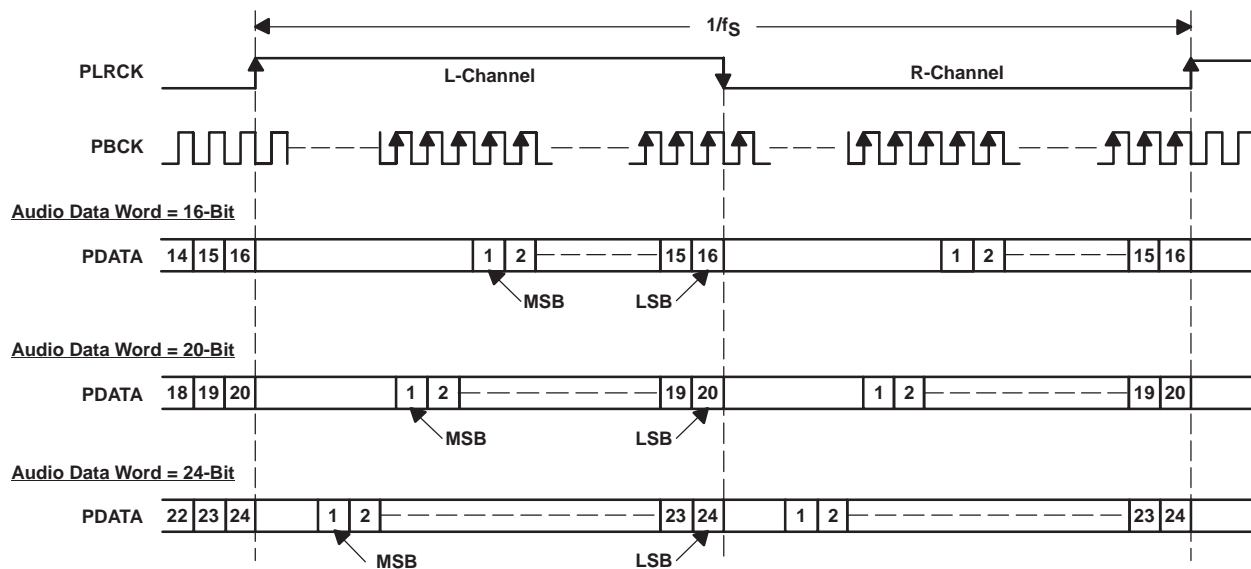 1/fS
PLRCK
L-Channel
R-Channel
PBCK
Audio Data Word = 16-Bit
PDATA
14 15 16 1 2 15 16 1 2 15 16
MSB
LSB
Audio Data Word = 20-Bit
PDATA
18 19 20 1 2 19 20 1 2 19 20
MSB
LSB
Audio Data Word = 24-Bit
PDATA
22 23 24 1 2 23 24 1 2 23 24
MSB
LSB